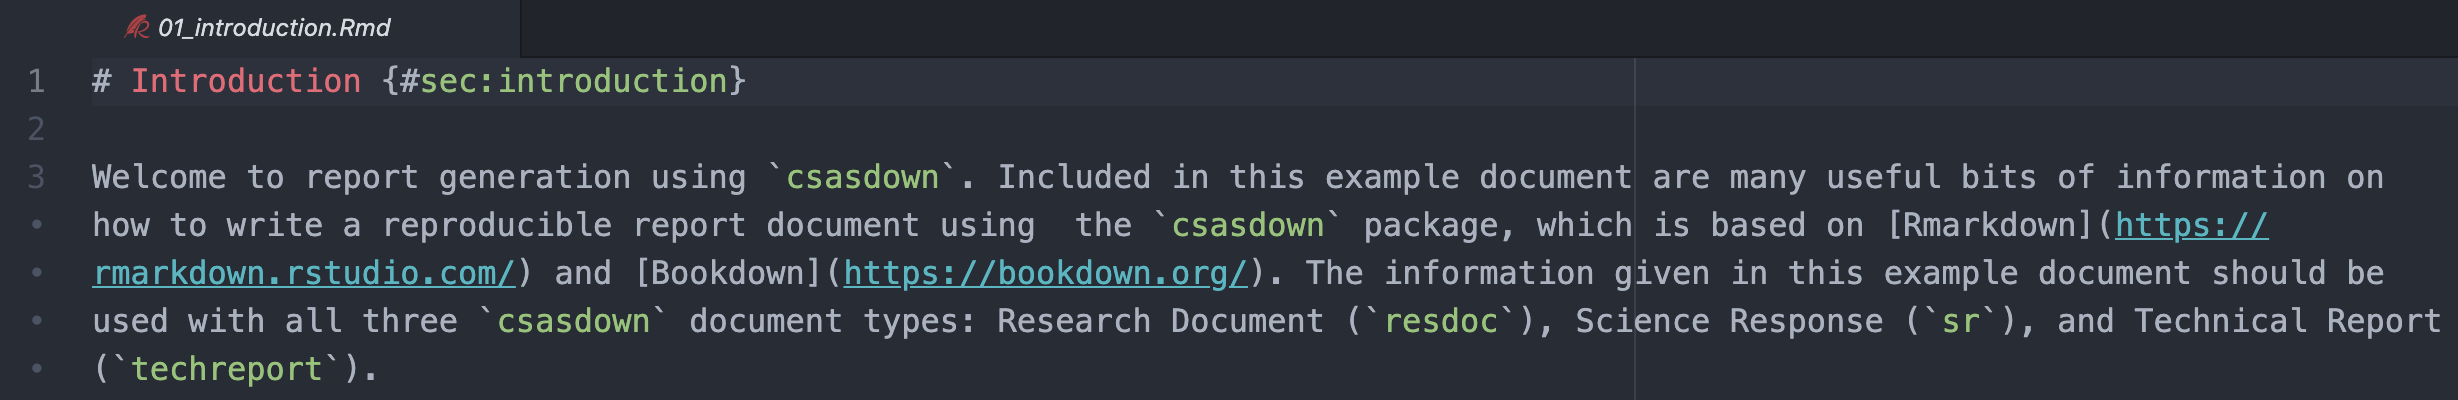 01_introduction.Rmd
1 # Introduction {#sec:introduction}
2
3 Welcome to report generation using `csasdown`. Included in this example document are many useful bits of information on
• how to write a reproducible report document using  the `csasdown` package, which is based on [Rmarkdown](https://
• rmarkdown.rstudio.com/) and [Bookdown](https://bookdown.org/). The information given in this example document should be
• used with all three `csasdown` document types: Research Document (`resdoc`), Science Response (`sr`), and Technical Report
• (`techreport`).